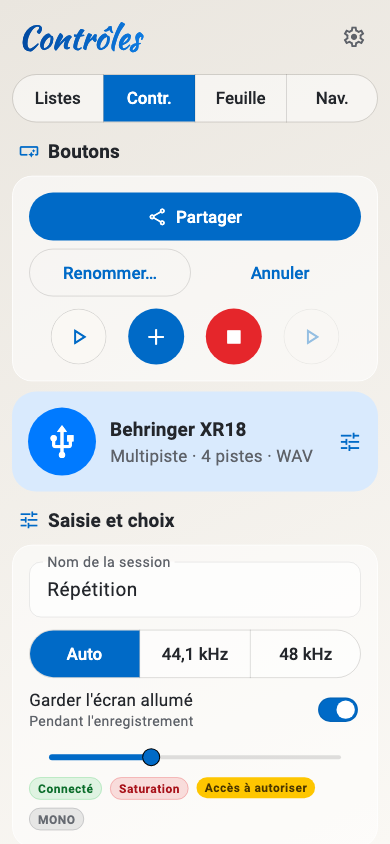 Contrôles
Listes
Contr.
Feuille
Nav.
Boutons
Partager
Renommer…
Annuler
Behringer XR18
Multipiste · 4 pistes · WAV
Saisie et choix
Nom de la session
Répétition
Auto
44,1 kHz
48 kHz
Garder l'écran allumé
Pendant l'enregistrement
Connecté
Saturation
Accès à autoriser
MONO